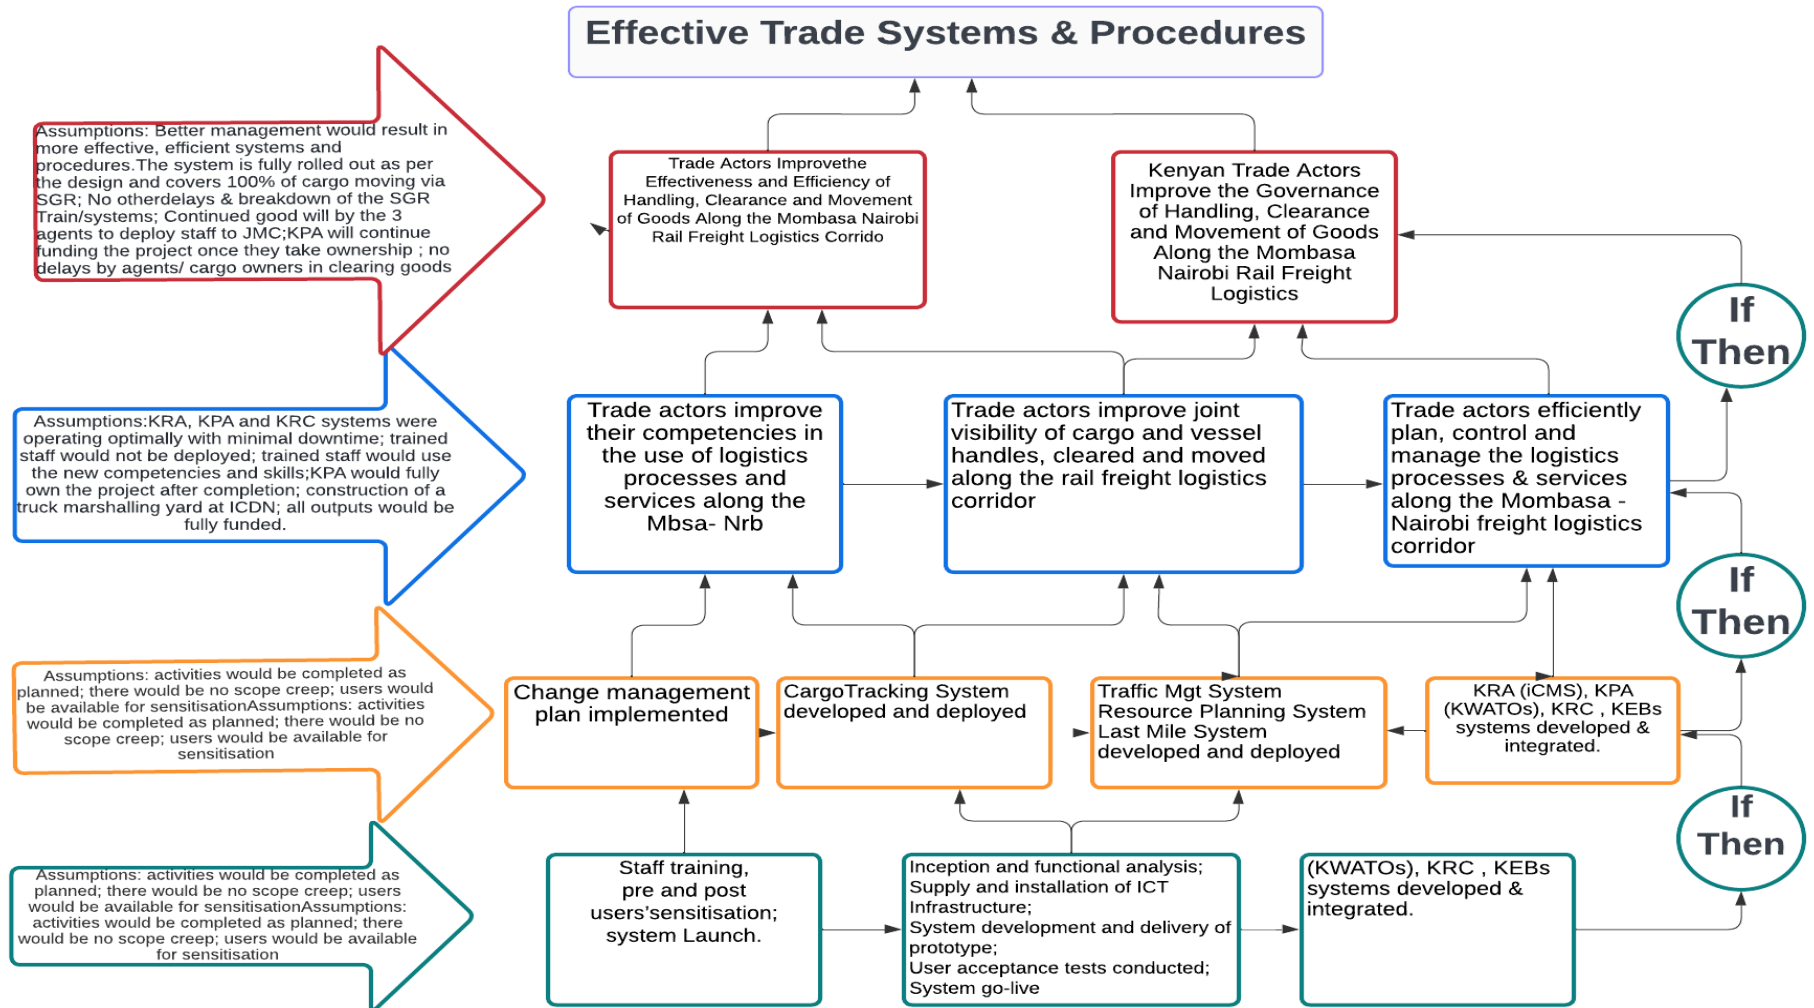 Effective Trade Systems & Procedures
Assumptions: Better management would result in
more effective, efficient systems and
procedures.The system is fully rolled out as per
the design and covers 100% of cargo moving via
SGR; No otherdelays & breakdown of the SGR
Train/systems; Continued good will by the 3
agents to deploy staff to JMC;KPA will continue
funding the project once they take ownership ; no
delays by agents/ cargo owners in clearing goods
Trade Actors Improvethe
Effectiveness and Efficiency of
Handling, Clearance and Movement
of Goods Along the Mombasa Nairobi
Rail Freight Logistics Corrido
Kenyan Trade Actors
Improve the Governance
of Handling, Clearance
and Movement of Goods
Along the Mombasa
Nairobi Rail Freight
Logistics
If
Then
Assumptions:KRA, KPA and KRC systems were
operating optimally with minimal downtime; trained
staff would not be deployed; trained staff would use
the new competencies and skills;KPA would fully
own the project after completion; construction of a
truck marshalling yard at ICDN; all outputs would be
fully funded.
Trade actors improve
their competencies in
the use of logistics
processes and
services along the
Mbsa- Nrb
Trade actors improve joint
visibility of cargo and vessel
handles, cleared and moved
along the rail freight logistics
corridor
Trade actors efficiently
plan, control and
manage the logistics
processes & services
along the Mombasa -
Nairobi freight logistics
corridor
If
Then
Assumptions: activities would be completed as
planned; there would be no scope creep; users would
be available for sensitisationAssumptions: activities
would be completed as planned; there would be no
scope creep; users would be available for
sensitisation
Change management
plan implemented
CargoTracking System
developed and deployed
Traffic Mgt System
Resource Planning System
Last Mile System
developed and deployed
KRA (iCMS), KPA
(KWATOs), KRC , KEBs
systems developed &
integrated.
If
Then
Assumptions: activities would be completed as
planned; there would be no scope creep; users
would be available for sensitisationAssumptions:
activities would be completed as planned; there
would be no scope creep; users would be available
for sensitisation
Staff training,
pre and post
users'sensitisation;
system Launch.
Inception and functional analysis;
Supply and installation of ICT
Infrastructure;
System development and delivery of
prototype;
User acceptance tests conducted;
System go-live
(KWATOs), KRC , KEBs
systems developed &
integrated.